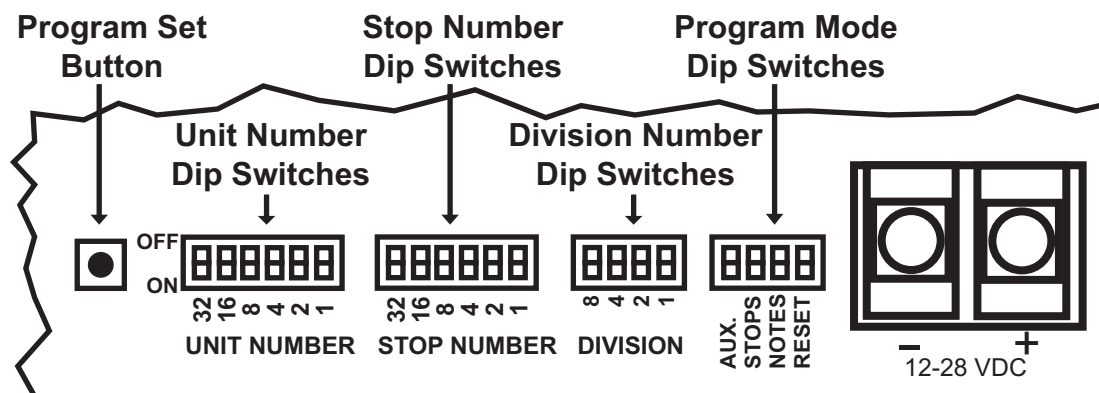 Program Set
Button
Stop Number
Dip Switches
Program Mode
Dip Switches
Unit Number
Dip Switches
Division Number
Dip Switches
OFF
ON
32 16 8 4 2 1
UNIT NUMBER
32 16 8 4 2 1
STOP NUMBER
8 4 2 1
DIVISION
AUX.
STOPS
NOTES
RESET
- +
12-28 VDC